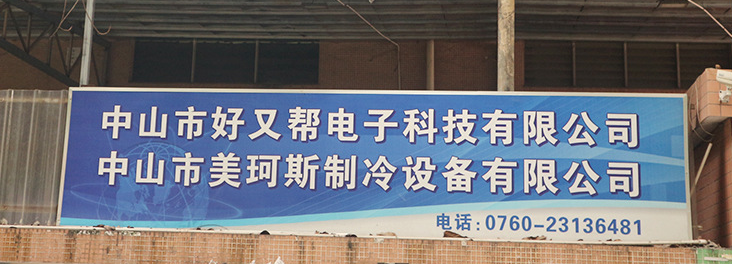 中山市好又帮电子科技有限公司
中山市美珂斯制冷设备有限公司
电话:0760-23136481